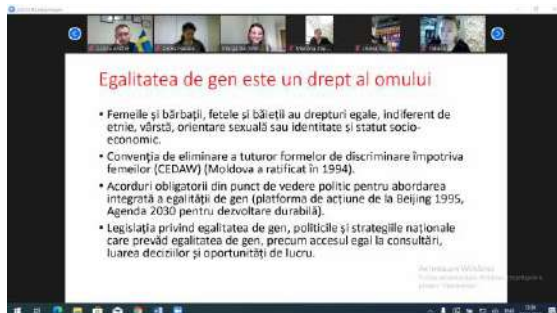 Egalitatea de gen este un drept al omului
• Femeile și bărbații, fetele și băieții au drepturi egale, indiferent de
etnie, vârstă, orientare sexuală sau identitate și statut socio-
economic.
• Convenția de eliminare a tuturor formelor de discriminare împotriva
femeilor (CEDAW) (Moldova a ratificat în 1994).
• Acorduri obligatorii din punct de vedere politic pentru abordarea
integrată a egalității de gen (platforma de acțiune de la Beijing 1995,
Agenda 2030 pentru dezvoltare durabilă).
• Legislația privind egalitatea de gen, politicile și strategiile naționale
care prevăd egalitatea de gen, precum accesul egal la consultări,
luarea deciziilor și oportunități de lucru.
Активация Windows